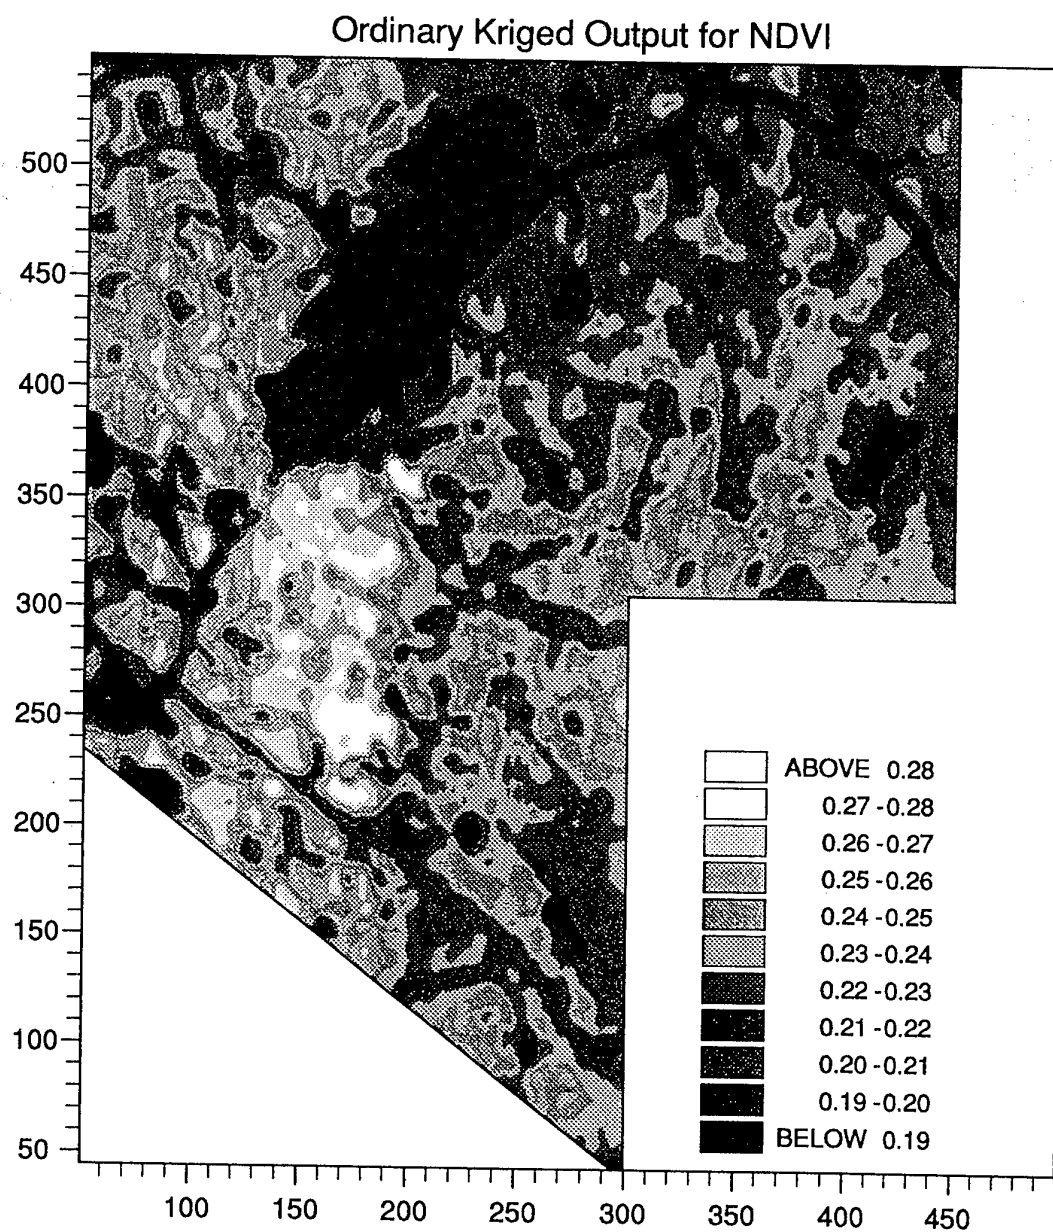 Ordinary Kriged Output for NDVI
500
450
400
350
300
250
200
150
100
50
ABOVE 0.28
0.27 - 0.28
0.26 - 0.27
0.25 - 0.26
0.24 - 0.25
0.23 - 0.24
0.22 - 0.23
0.21 - 0.22
0.20 - 0.21
0.19 - 0.20
BELOW 0.19
100 150 200 250 300 350 400 450